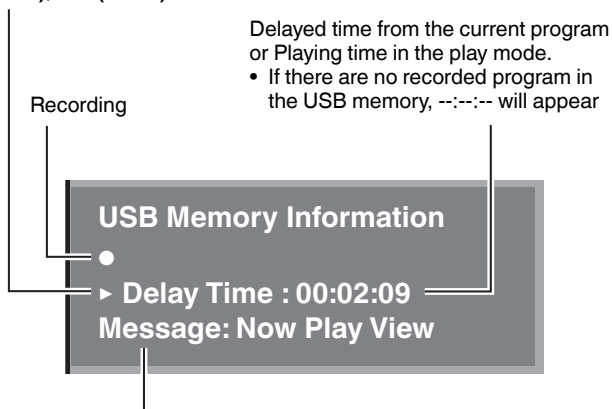 Delayed time from the current program
or Playing time in the play mode.
• If there are no recorded program in
the USB memory, --:--:-- will appear
Recording
USB Memory Information
●
► Delay Time : 00:02:09
Message: Now Play View